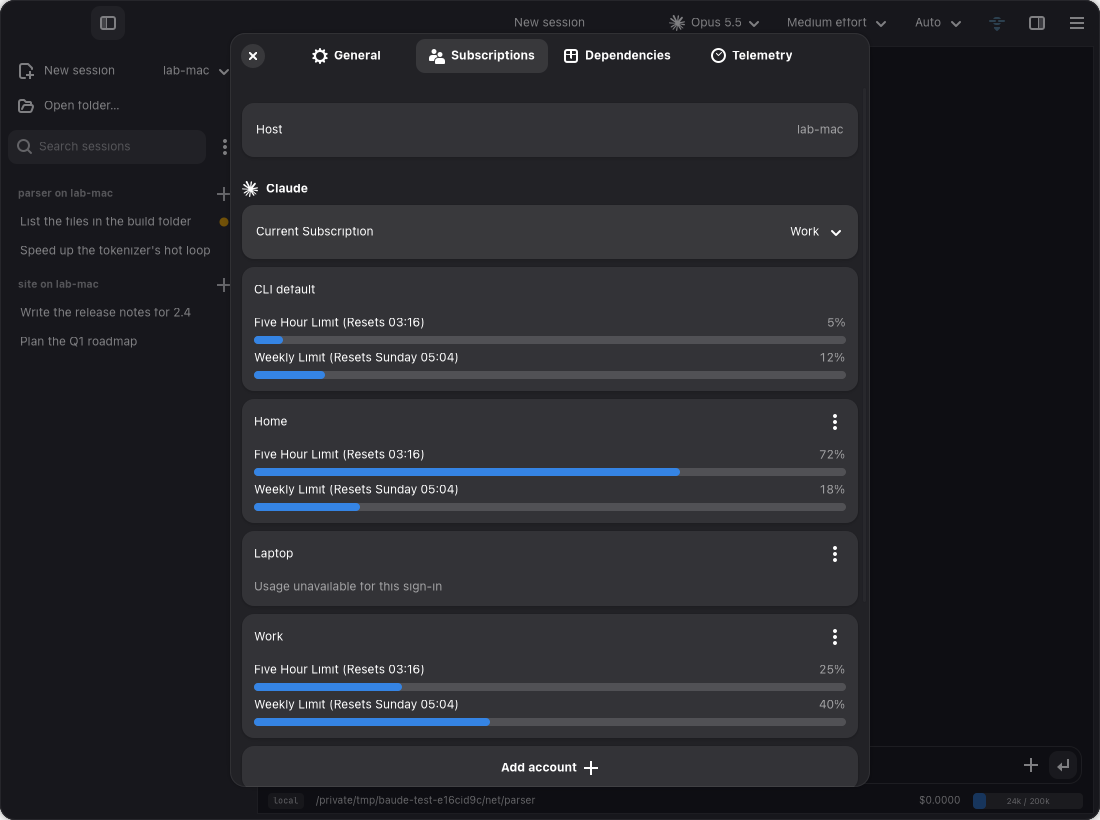 New session
Opus 5.5
Medium effort
Auto
New session
lab-mac
Open folder...
Search sessions
parser on lab-mac
List the files in the build folder
Speed up the tokenizer's hot loop
site on lab-mac
Write the release notes for 2.4
Plan the Q1 roadmap
General
Subscriptions
Dependencies
Telemetry
Host
lab-mac
Claude
Current Subscription
Work
CLI default
Five Hour Limit (Resets 03:16)
5%
Weekly Limit (Resets Sunday 05:04)
12%
Home
Five Hour Limit (Resets 03:16)
72%
Weekly Limit (Resets Sunday 05:04)
18%
Laptop
Usage unavailable for this sign-in
Work
Five Hour Limit (Resets 03:16)
25%
Weekly Limit (Resets Sunday 05:04)
40%
Add account
local
/private/tmp/baude-test-e16cid9c/net/parser
$0.0000
24k / 200k